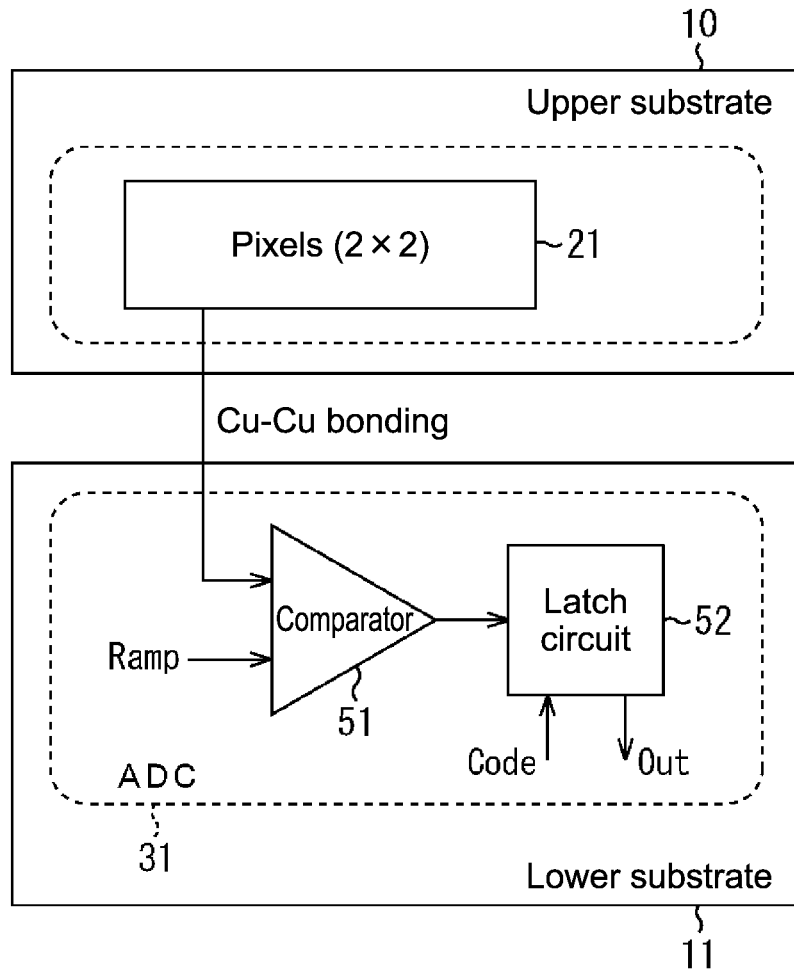 10
Upper substrate
Pixels (2×2)
21
Cu-Cu bonding
Comparator
Latch
circuit
52
Ramp
51
Code
Out
ADC
31
Lower substrate
11